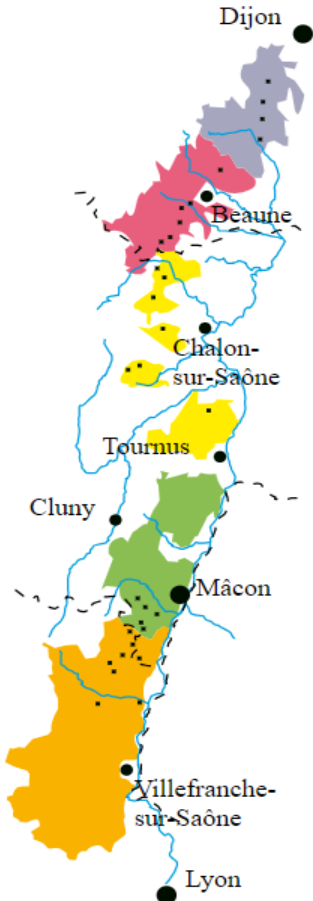 Dijon
Beaune
Chalon-
sur-Saône
Tournus
Cluny
Mâcon
Villefranche-
sur-Saône
Lyon